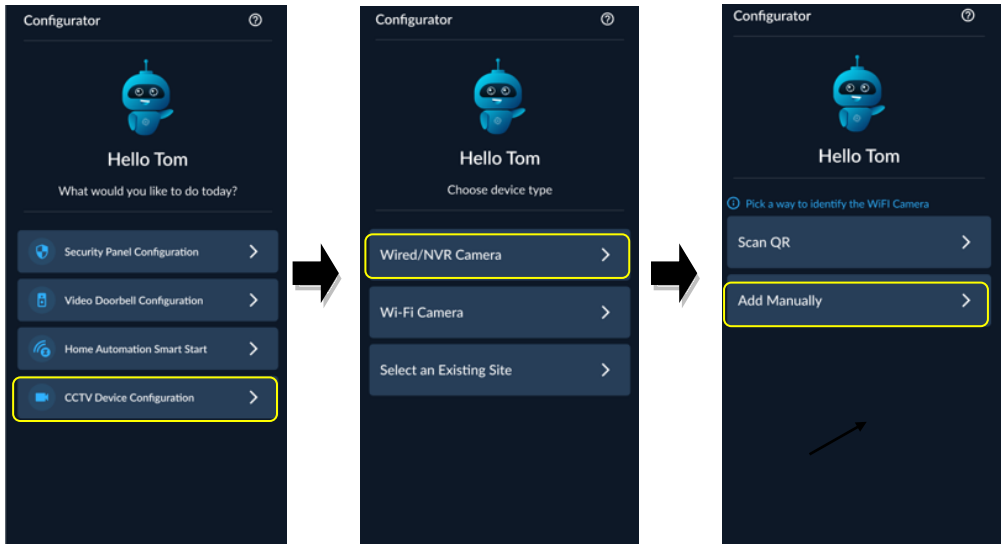 Configurator
Hello Tom
What would you like to do today?
Security Panel Configuration
Video Doorbell Configuration
Home Automation Smart Start
CCTV Device Configuration
Configurator
Hello Tom
Choose device type
Wired/NVR Camera
Wi-Fi Camera
Select an Existing Site
Configurator
Hello Tom
Pick a way to identify the WiFI Camera
Scan QR
Add Manually